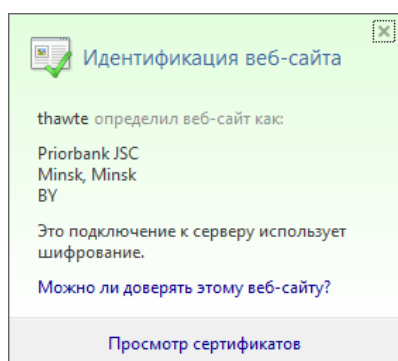 Идентификация веб-сайта
thawte определил веб-сайт как:
Priorbank JSC
Minsk, Minsk
BY
Это подключение к серверу использует
шифрование.
Можно ли доверять этому веб-сайту?
Просмотр сертификатов